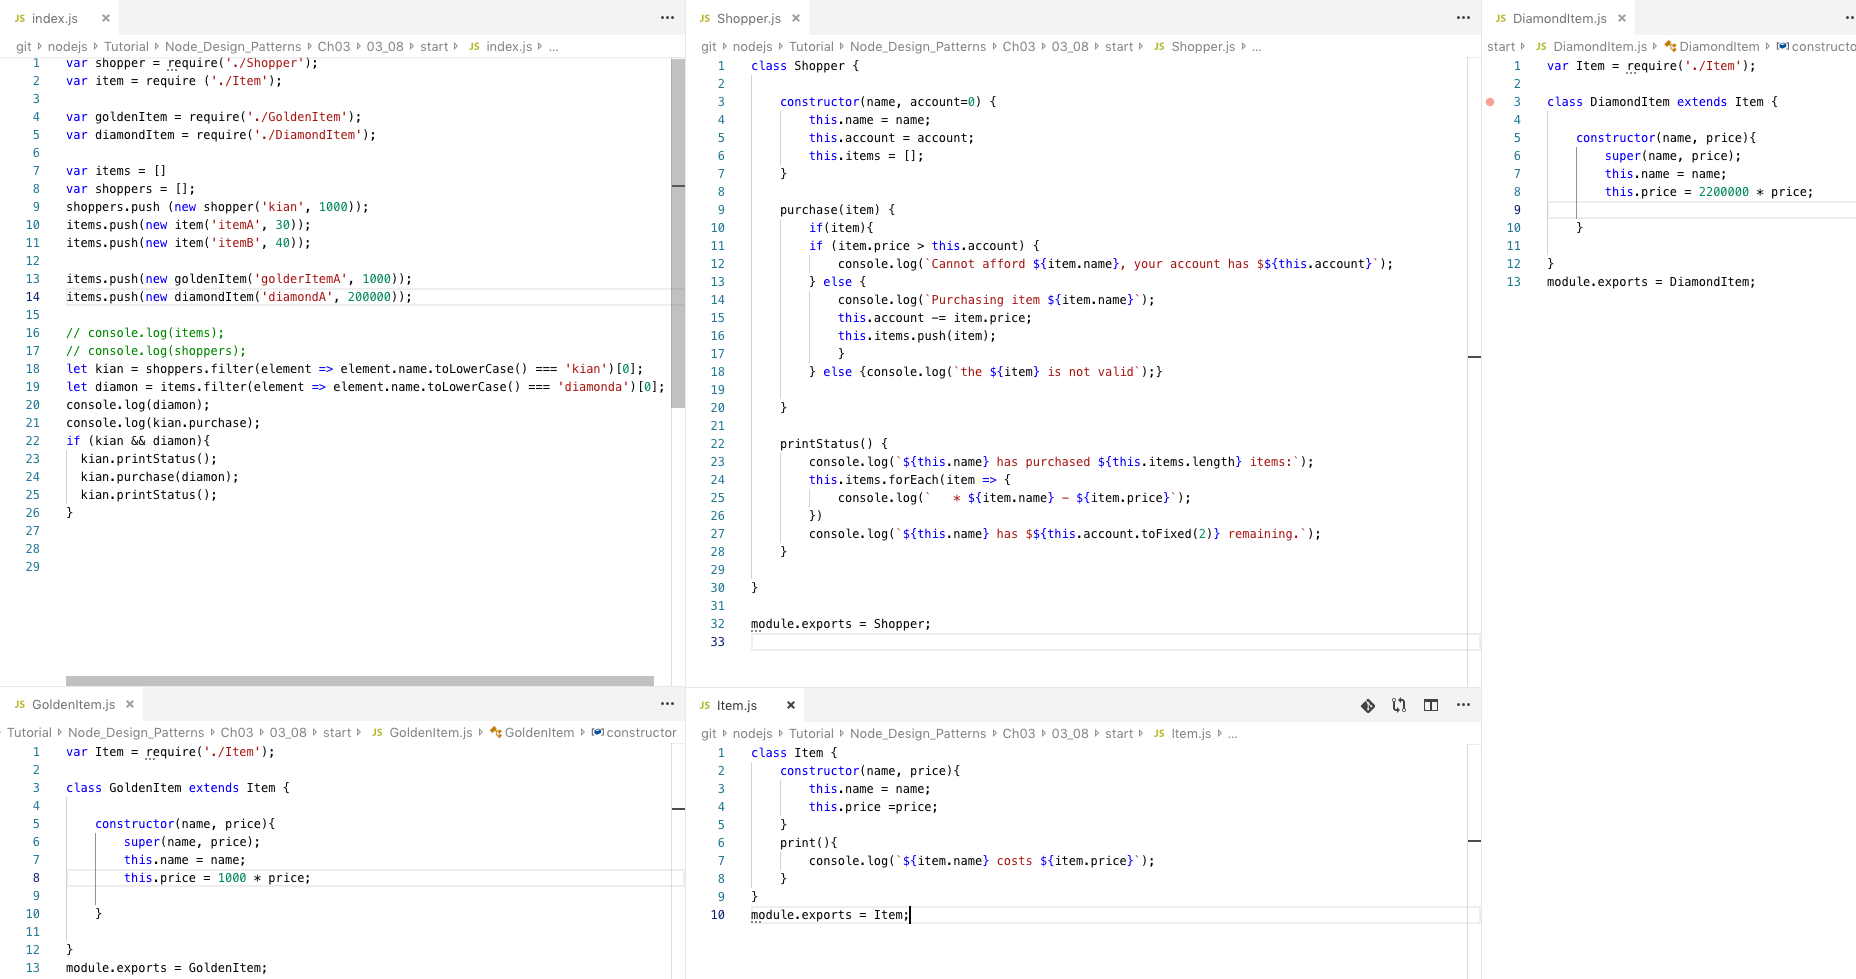 JS index.js ×
git nodejs Tutorial Node_Design_Patterns Ch03 03_08 start JS index.js ...
1 var shopper = require('./Shopper');
2 var item = require ('./Item');
3
4 var goldenItem = require('./GoldenItem');
5 var diamondItem = require('./DiamondItem');
6
7 var items = []
8 var shoppers = [];
9 shoppers.push (new shopper('kian', 1000));
10 items.push(new item('itemA', 30));
11 items.push(new item('itemB', 40));
12
13 items.push(new goldenItem('golderItemA', 1000));
14 items.push(new diamondItem('diamondA', 200000));
15
16 // console.log(items);
17 // console.log(shoppers);
18 let kian = shoppers.filter(element => element.name.toLowerCase() === 'kian')[0];
19 let diamon = items.filter(element => element.name.toLowerCase() === 'diamonda')[0];
20 console.log(diamon);
21 console.log(kian.purchase);
22 if (kian && diamon){
23 kian.printStatus();
24 kian.purchase(diamon);
25 kian.printStatus();
26 }
27
28
29
JS Shopper.js ×
git nodejs Tutorial Node_Design_Patterns Ch03 03_08 start JS Shopper.js ...
1 class Shopper {
2
3 constructor(name, account=0) {
4 this.name = name;
5 this.account = account;
6 this.items = [];
7 }
8
9 purchase(item) {
10 if(item){
11 if (item.price > this.account) {
12 console.log(`Cannot afford ${item.name}, your account has $${this.account}`);
13 } else {
14 console.log(`Purchasing item ${item.name}`);
15 this.account -= item.price;
16 this.items.push(item);
17 }
18 } else {console.log(`the ${item} is not valid`);}
19
20 }
21
22 printStatus() {
23 console.log(`${this.name} has purchased ${this.items.length} items:`);
24 this.items.forEach(item => {
25 console.log(`   * ${item.name} - ${item.price}`);
26 })
27 console.log(`${this.name} has $${this.account.toFixed(2)} remaining.`);
28 }
29
30 }
31
32 module.exports = Shopper;
33
JS DiamondItem.js ×
start JS DiamondItem.js DiamondItem constructo
1 var Item = require('./Item');
2
3 class DiamondItem extends Item {
4
5 constructor(name, price){
6 super(name, price);
7 this.name = name;
8 this.price = 2200000 * price;
9
10 }
11
12 }
13 module.exports = DiamondItem;
JS GoldenItem.js ×
Tutorial Node_Design_Patterns Ch03 03_08 start JS GoldenItem.js GoldenItem constructor
1 var Item = require('./Item');
2
3 class GoldenItem extends Item {
4
5 constructor(name, price){
6 super(name, price);
7 this.name = name;
8 this.price = 1000 * price;
9
10 }
11
12 }
13 module.exports = GoldenItem;
JS Item.js ×
git nodejs Tutorial Node_Design_Patterns Ch03 03_08 start JS Item.js ...
1 class Item {
2 constructor(name, price){
3 this.name = name;
4 this.price =price;
5 }
6 print(){
7 console.log(`${item.name} costs ${item.price}`);
8 }
9 }
10 module.exports = Item;